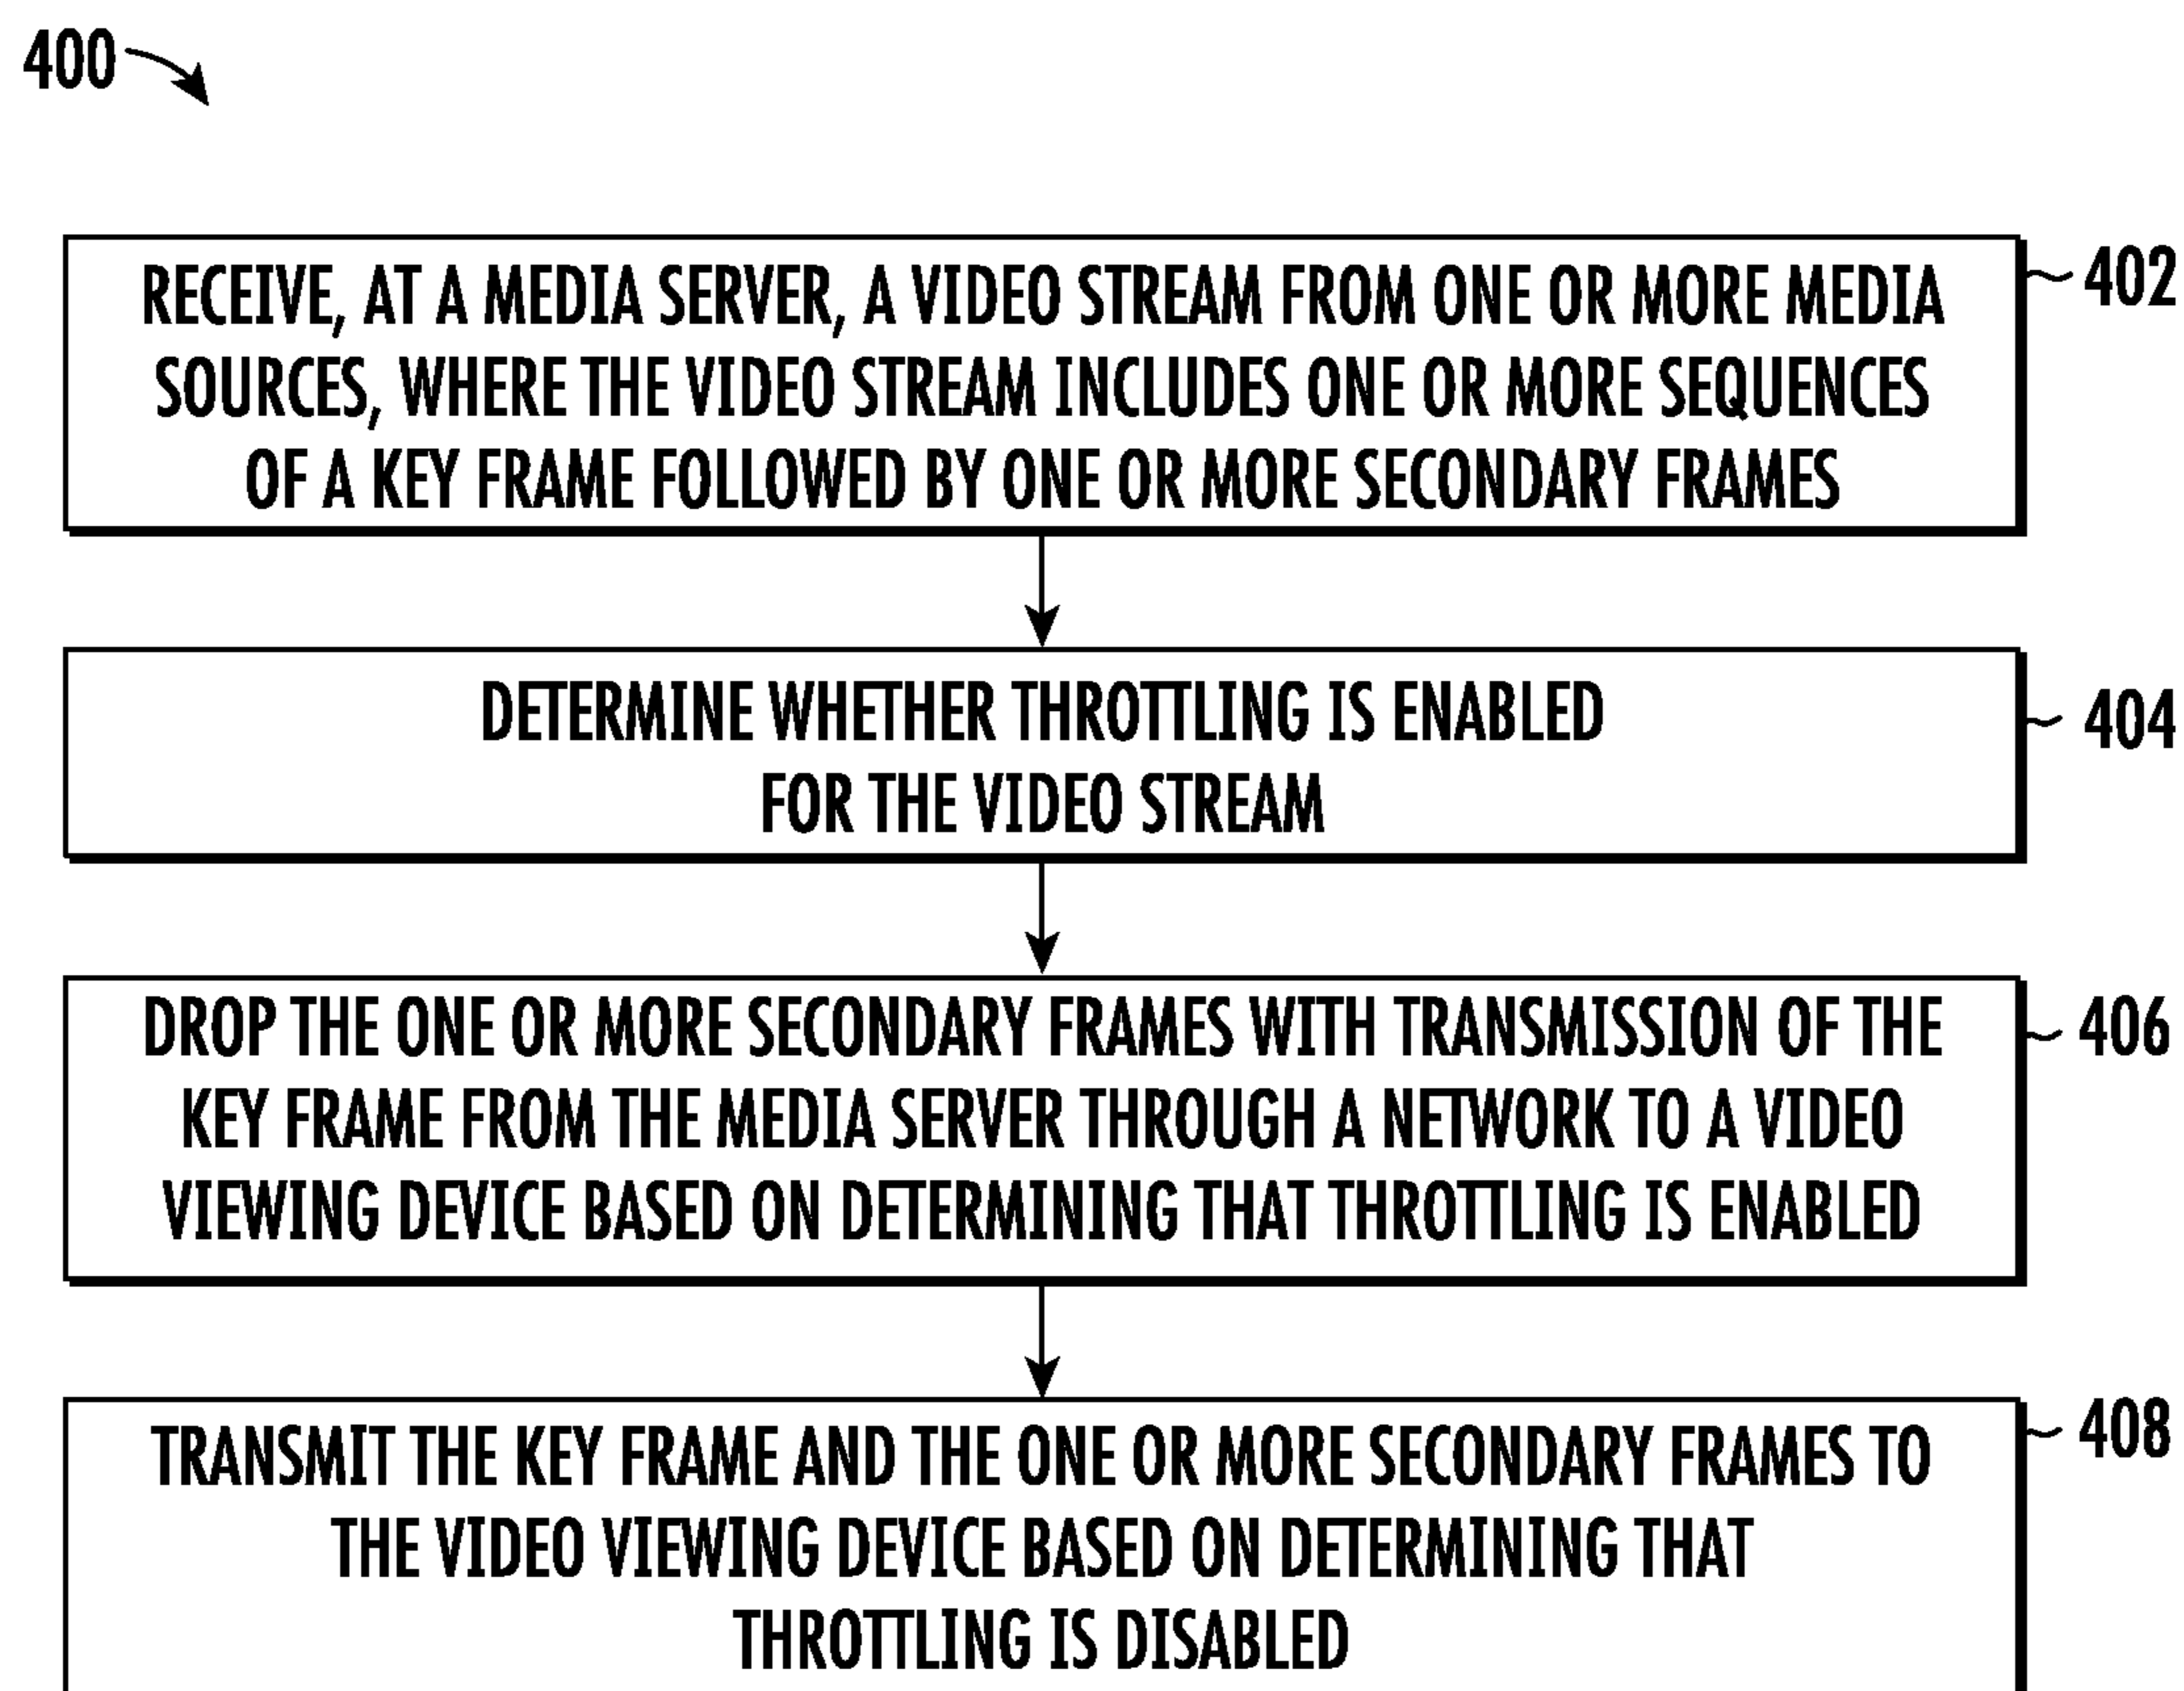 400
RECEIVE, AT A MEDIA SERVER, A VIDEO STREAM FROM ONE OR MORE MEDIA
SOURCES, WHERE THE VIDEO STREAM INCLUDES ONE OR MORE SEQUENCES
OF A KEY FRAME FOLLOWED BY ONE OR MORE SECONDARY FRAMES
402
DETERMINE WHETHER THROTTLING IS ENABLED
FOR THE VIDEO STREAM
404
DROP THE ONE OR MORE SECONDARY FRAMES WITH TRANSMISSION OF THE
KEY FRAME FROM THE MEDIA SERVER THROUGH A NETWORK TO A VIDEO
VIEWING DEVICE BASED ON DETERMINING THAT THROTTLING IS ENABLED
406
TRANSMIT THE KEY FRAME AND THE ONE OR MORE SECONDARY FRAMES TO
THE VIDEO VIEWING DEVICE BASED ON DETERMINING THAT
THROTTLING IS DISABLED
408